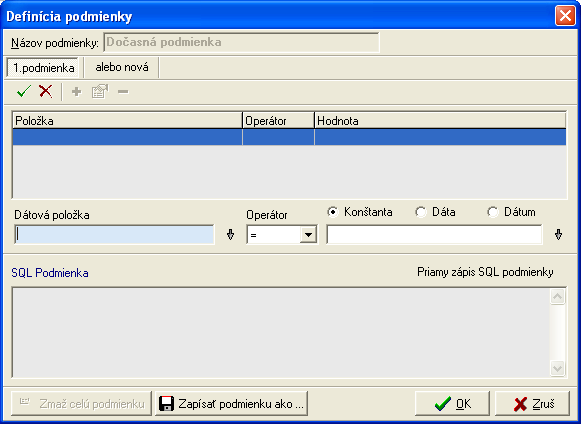 Definícia podmienky
Názov podmienky: Dočasná podmienka
1.podmienka alebo nová
Položka Operátor Hodnota
Dátová položka Operátor Konštanta Dáta Dátum
=
SQL Podmienka Priamy zápis SQL podmienky
Zmaž celú podmienku Zapísať podmienku ako ... OK Zruš